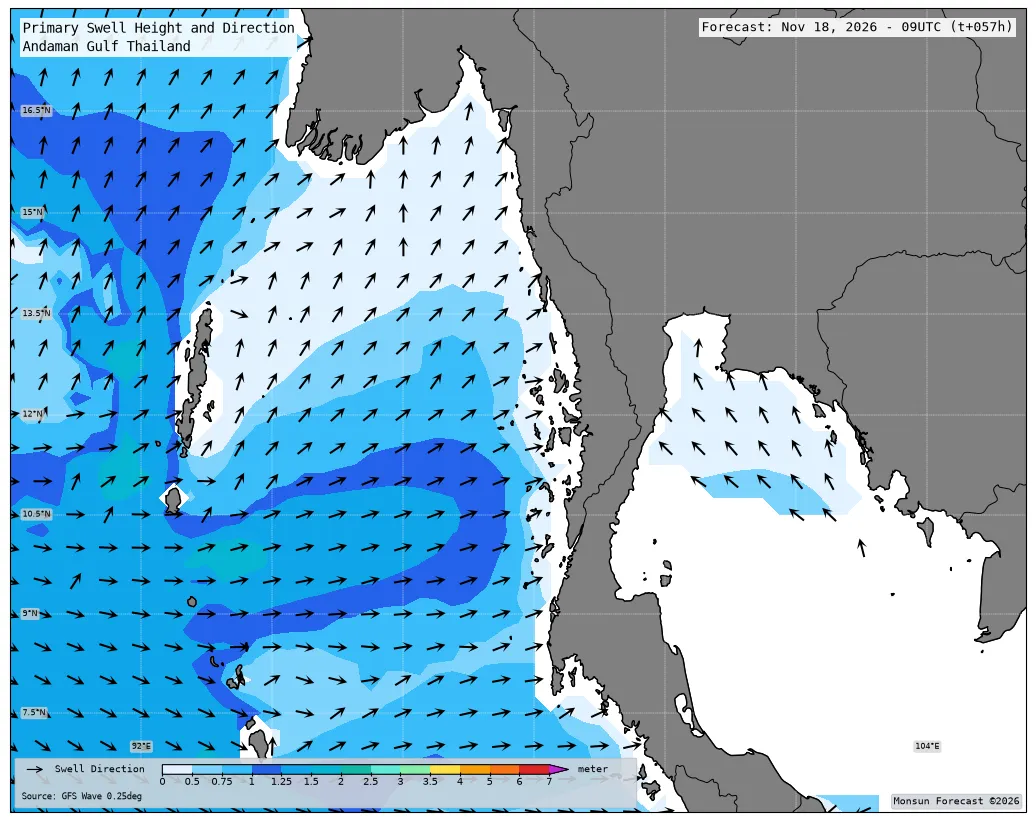 Primary Swell Height and Direction
Andaman Gulf Thailand
Forecast: Nov 18, 2026 - 09UTC (t+057h)
16.5°N
15°N
13.5°N
12°N
10.5°N
9°N
7.5°N
92°E
104°E
Swell Direction
0 0.5 0.75 1 1.25 1.5 1.75 2 2.5 3 3.5 4 5 6 7 meter
Source: GFS Wave 0.25deg
Monsun Forecast ©2026